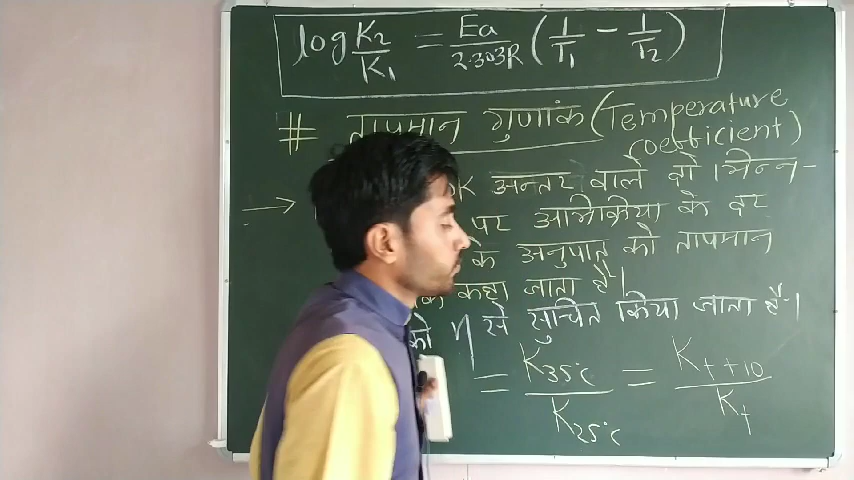 log K₂/K₁ = Ea/2.303R (1/T₁ − 1/T₂)
# तापमान गुणांक (Temperature
coefficient)
→ K अन्तर वाले दो भिन्न-
पर अभिक्रिया के दर
के अनुपात को तापमान
कहा जाता है।
को η से सुचित किया जाता है।
= K₃₅°C/K₂₅°C = Kₜ₊₁₀/Kₜ